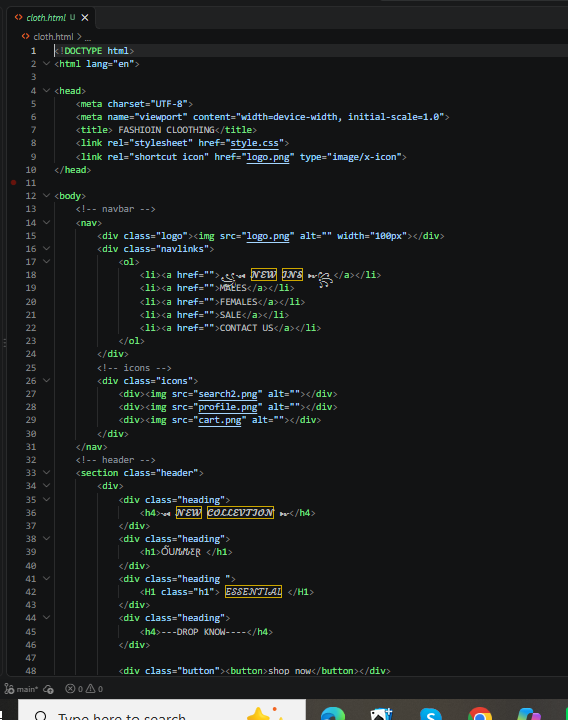 cloth.html U
cloth.html > ...
1 <!DOCTYPE html>
2 <html lang="en">
3
4 <head>
5 <meta charset="UTF-8">
6 <meta name="viewport" content="width=device-width, initial-scale=1.0">
7 <title> FASHIOIN CLOOTHING</title>
8 <link rel="stylesheet" href="style.css">
9 <link rel="shortcut icon" href="logo.png" type="image/x-icon">
10 </head>
11
12 <body>
13 <!-- navbar -->
14 <nav>
15 <div class="logo"><img src="logo.png" alt="" width="100px"></div>
16 <div class="navlinks">
17 <ol>
18 <li><a href=""> 𝓝𝓔𝓦 𝓘𝓝𝓢 </a></li>
19 <li><a href="">MALES</a></li>
20 <li><a href="">FEMALES</a></li>
21 <li><a href="">SALE</a></li>
22 <li><a href="">CONTACT US</a></li>
23 </ol>
24 </div>
25 <!-- icons -->
26 <div class="icons">
27 <div><img src="search2.png" alt=""></div>
28 <div><img src="profile.png" alt=""></div>
29 <div><img src="cart.png" alt=""></div>
30 </div>
31 </nav>
32 <!-- header -->
33 <section class="header">
34 <div>
35 <div class="heading">
36 <h4> 𝓝𝓔𝓦 𝓒𝓞𝓛𝓛𝓔𝓥𝓣𝓘𝓞𝓝 </h4>
37 </div>
38 <div class="heading">
39 <h1> </h1>
40 </div>
41 <div class="heading ">
42 <H1 class="h1"> 𝓔𝓢𝓢𝓔𝓝𝓣𝓘𝓐𝓛 </H1>
43 </div>
44 <div class="heading">
45 <h4>---DROP KNOW----</h4>
46 </div>
47
48 <div class="button"><button>shop now</button></div>
main* 0 0
Type here to search